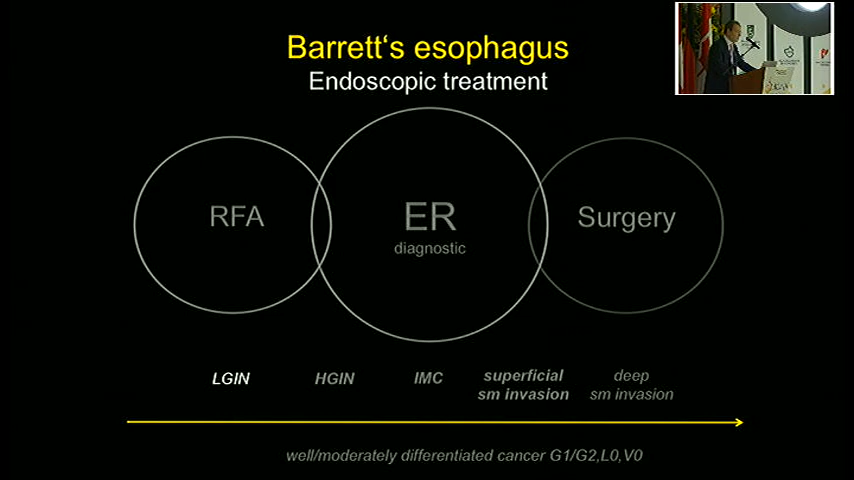 Barrett‘s esophagus
Endoscopic treatment
RFA
ER
diagnostic
Surgery
LGIN
HGIN
IMC
superficial
sm invasion
deep
sm invasion
well/moderately differentiated cancer G1/G2,L0,V0